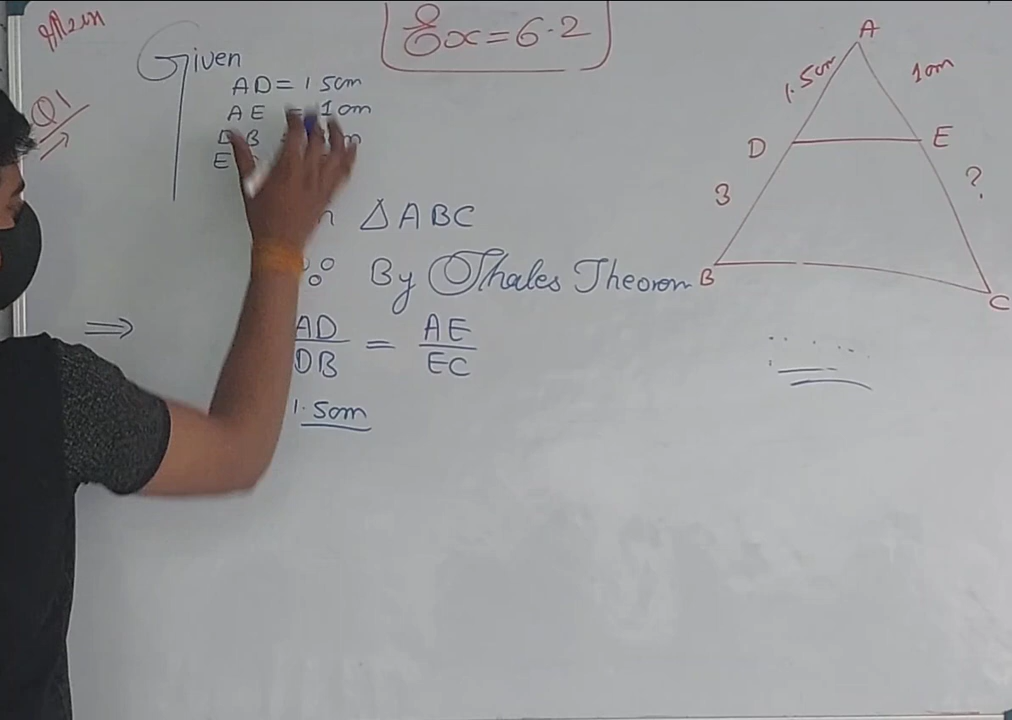 Ex = 6.2
Given
Q1
AD = 1.5cm
AE = 1cm
DB
E
△ABC
By Thales Theorem
⇒ AD/DB = AE/EC
1.5cm
A
1.5cm
1cm
D
E
3
?
B
C